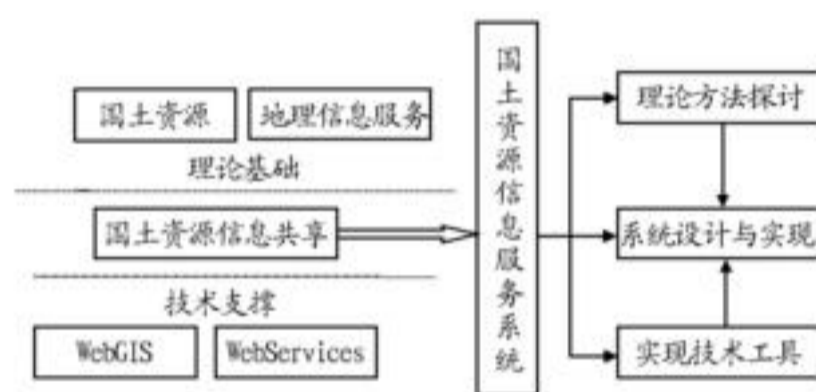 国土资源 地理信息服务
理论基础
国土资源信息共享
技术支撑
WebGIS WebServices
国土资源信息服务系统
理论方法探讨
系统设计与实现
实现技术工具